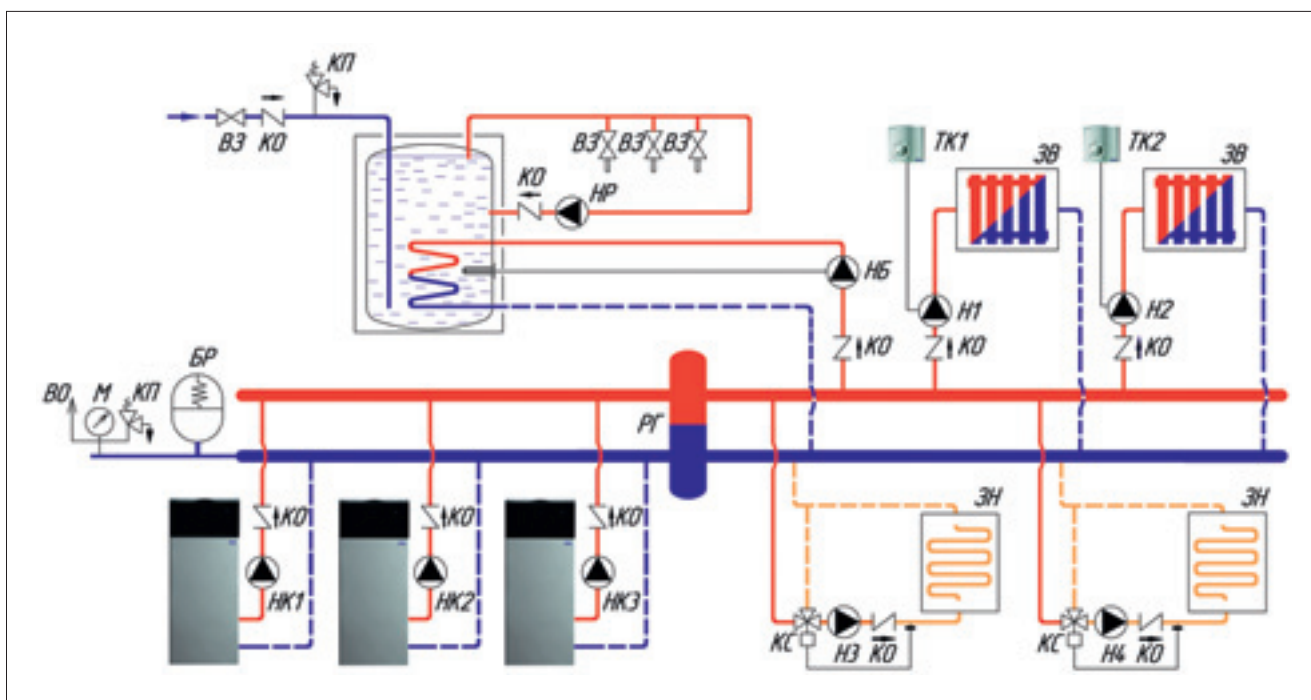 КП
ВЗ КО
ВЗ ВЗ ВЗ
КО НР
ТК1 ЗВ
ТК2 ЗВ
НБ
Н1
Н2
КО КО КО
БР
ВО М КП
РГ
КО КО КО
НК1 НК2 НК3
ЗН ЗН
КС Н3 КО
КС Н4 КО